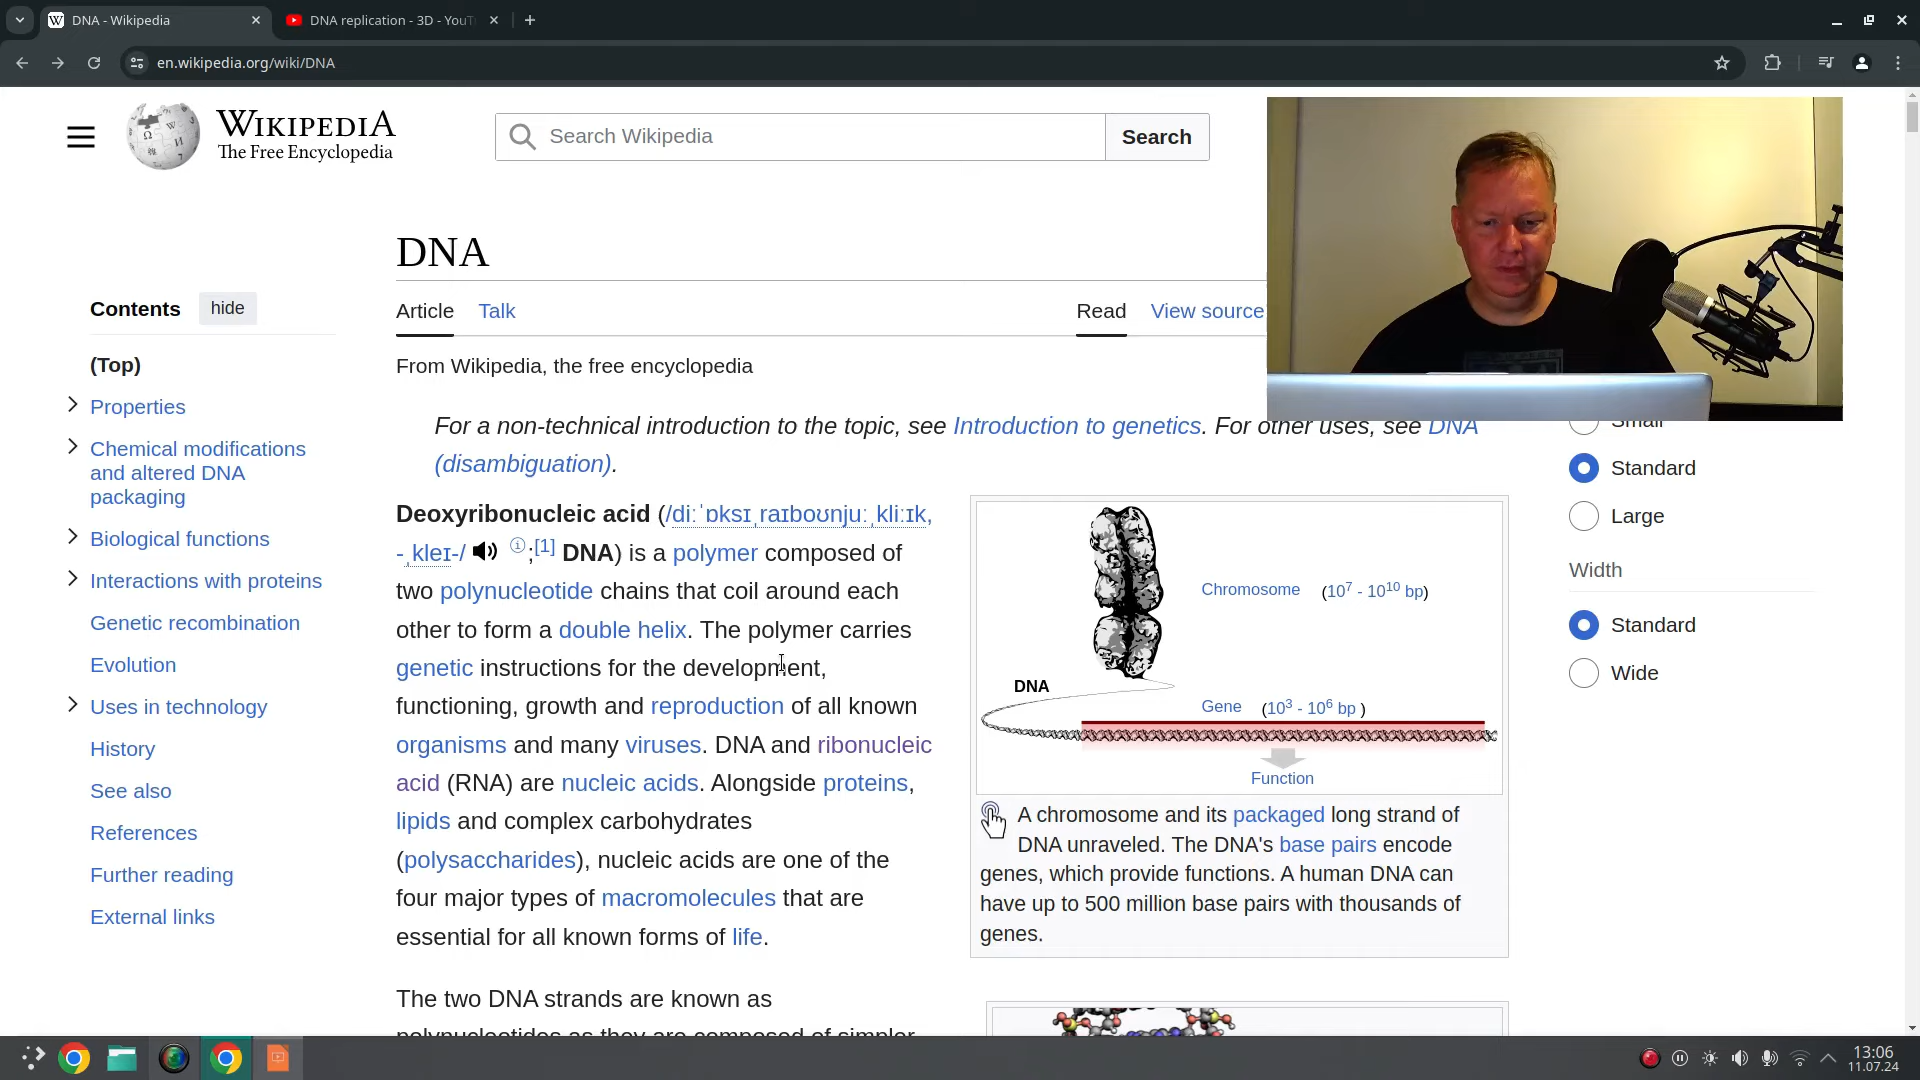 DNA - Wikipedia
DNA replication - 3D - YouT
en.wikipedia.org/wiki/DNA
WIKIPEDIA
The Free Encyclopedia
Search Wikipedia
Search
DNA
Contents
hide
Article
Talk
Read
View source
(Top)
From Wikipedia, the free encyclopedia
Properties
Chemical modifications
and altered DNA
packaging
Biological functions
Interactions with proteins
Genetic recombination
Evolution
Uses in technology
History
See also
References
Further reading
External links
For a non-technical introduction to the topic, see Introduction to genetics. For other uses, see DNA
(disambiguation).
Deoxyribonucleic acid (/diːˈɒksɪˌraɪboʊnjuːˌkliːɪk,
-ˌkleɪ-/ ⓘ;[1] DNA) is a polymer composed of
two polynucleotide chains that coil around each
other to form a double helix. The polymer carries
genetic instructions for the development,
functioning, growth and reproduction of all known
organisms and many viruses. DNA and ribonucleic
acid (RNA) are nucleic acids. Alongside proteins,
lipids and complex carbohydrates
(polysaccharides), nucleic acids are one of the
four major types of macromolecules that are
essential for all known forms of life.
The two DNA strands are known as
polynucleotides as they are composed of simpler
Chromosome (10⁷ - 10¹⁰ bp)
DNA
Gene (10³ - 10⁶ bp )
Function
A chromosome and its packaged long strand of
DNA unraveled. The DNA's base pairs encode
genes, which provide functions. A human DNA can
have up to 500 million base pairs with thousands of
genes.
Small
Standard
Large
Width
Standard
Wide
13:06
11.07.24